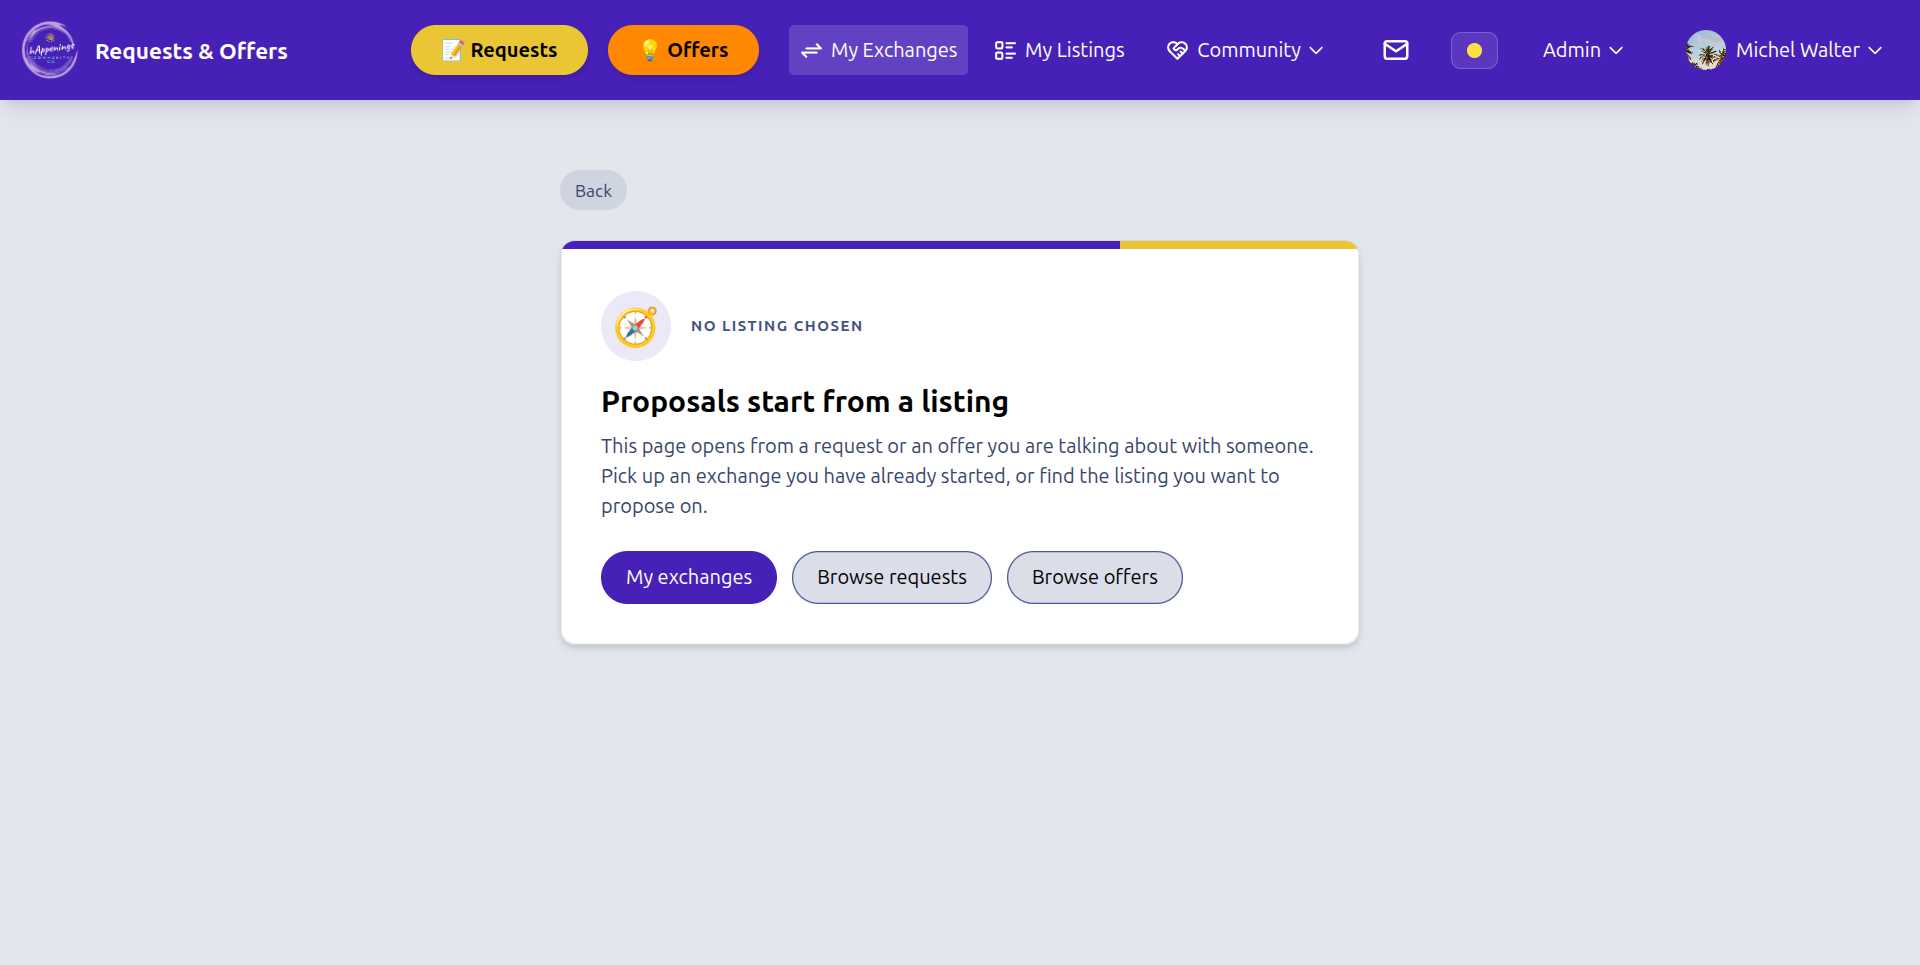 hAppenings
COMMUNITY
Requests & Offers
Requests
Offers
My Exchanges
My Listings
Community
Admin
Michel Walter
Back
NO LISTING CHOSEN
Proposals start from a listing
This page opens from a request or an offer you are talking about with someone.
Pick up an exchange you have already started, or find the listing you want to
propose on.
My exchanges
Browse requests
Browse offers